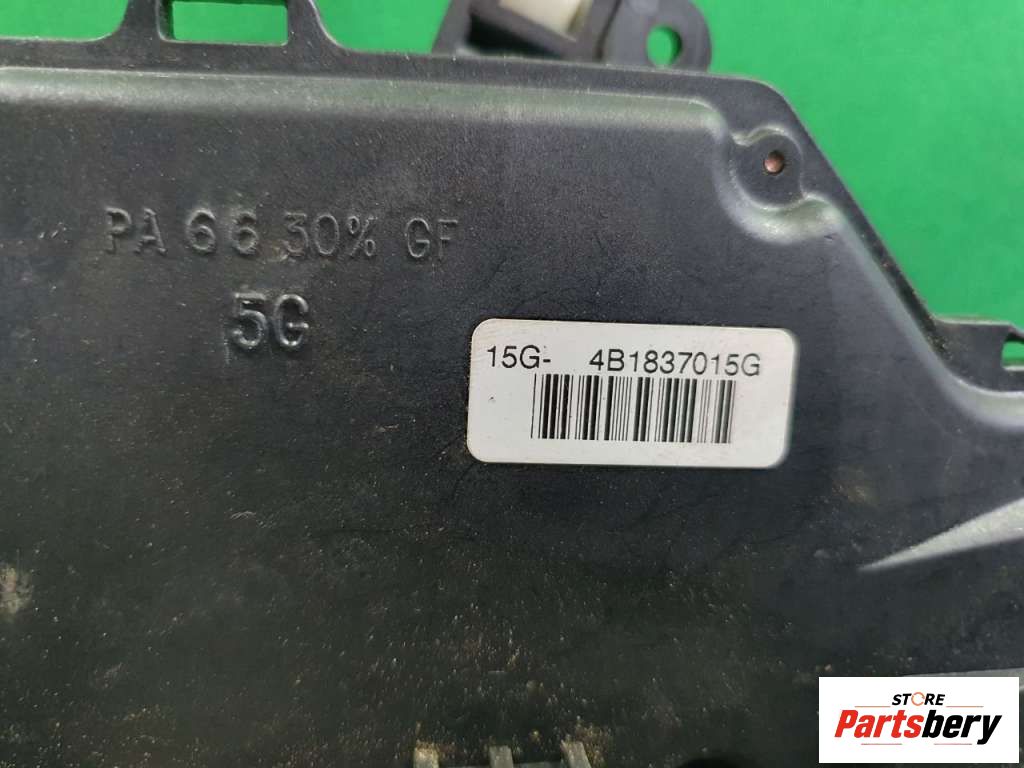 PA 66 30% GF
5G
15G- 4B1837015G
STORE
Partsbery